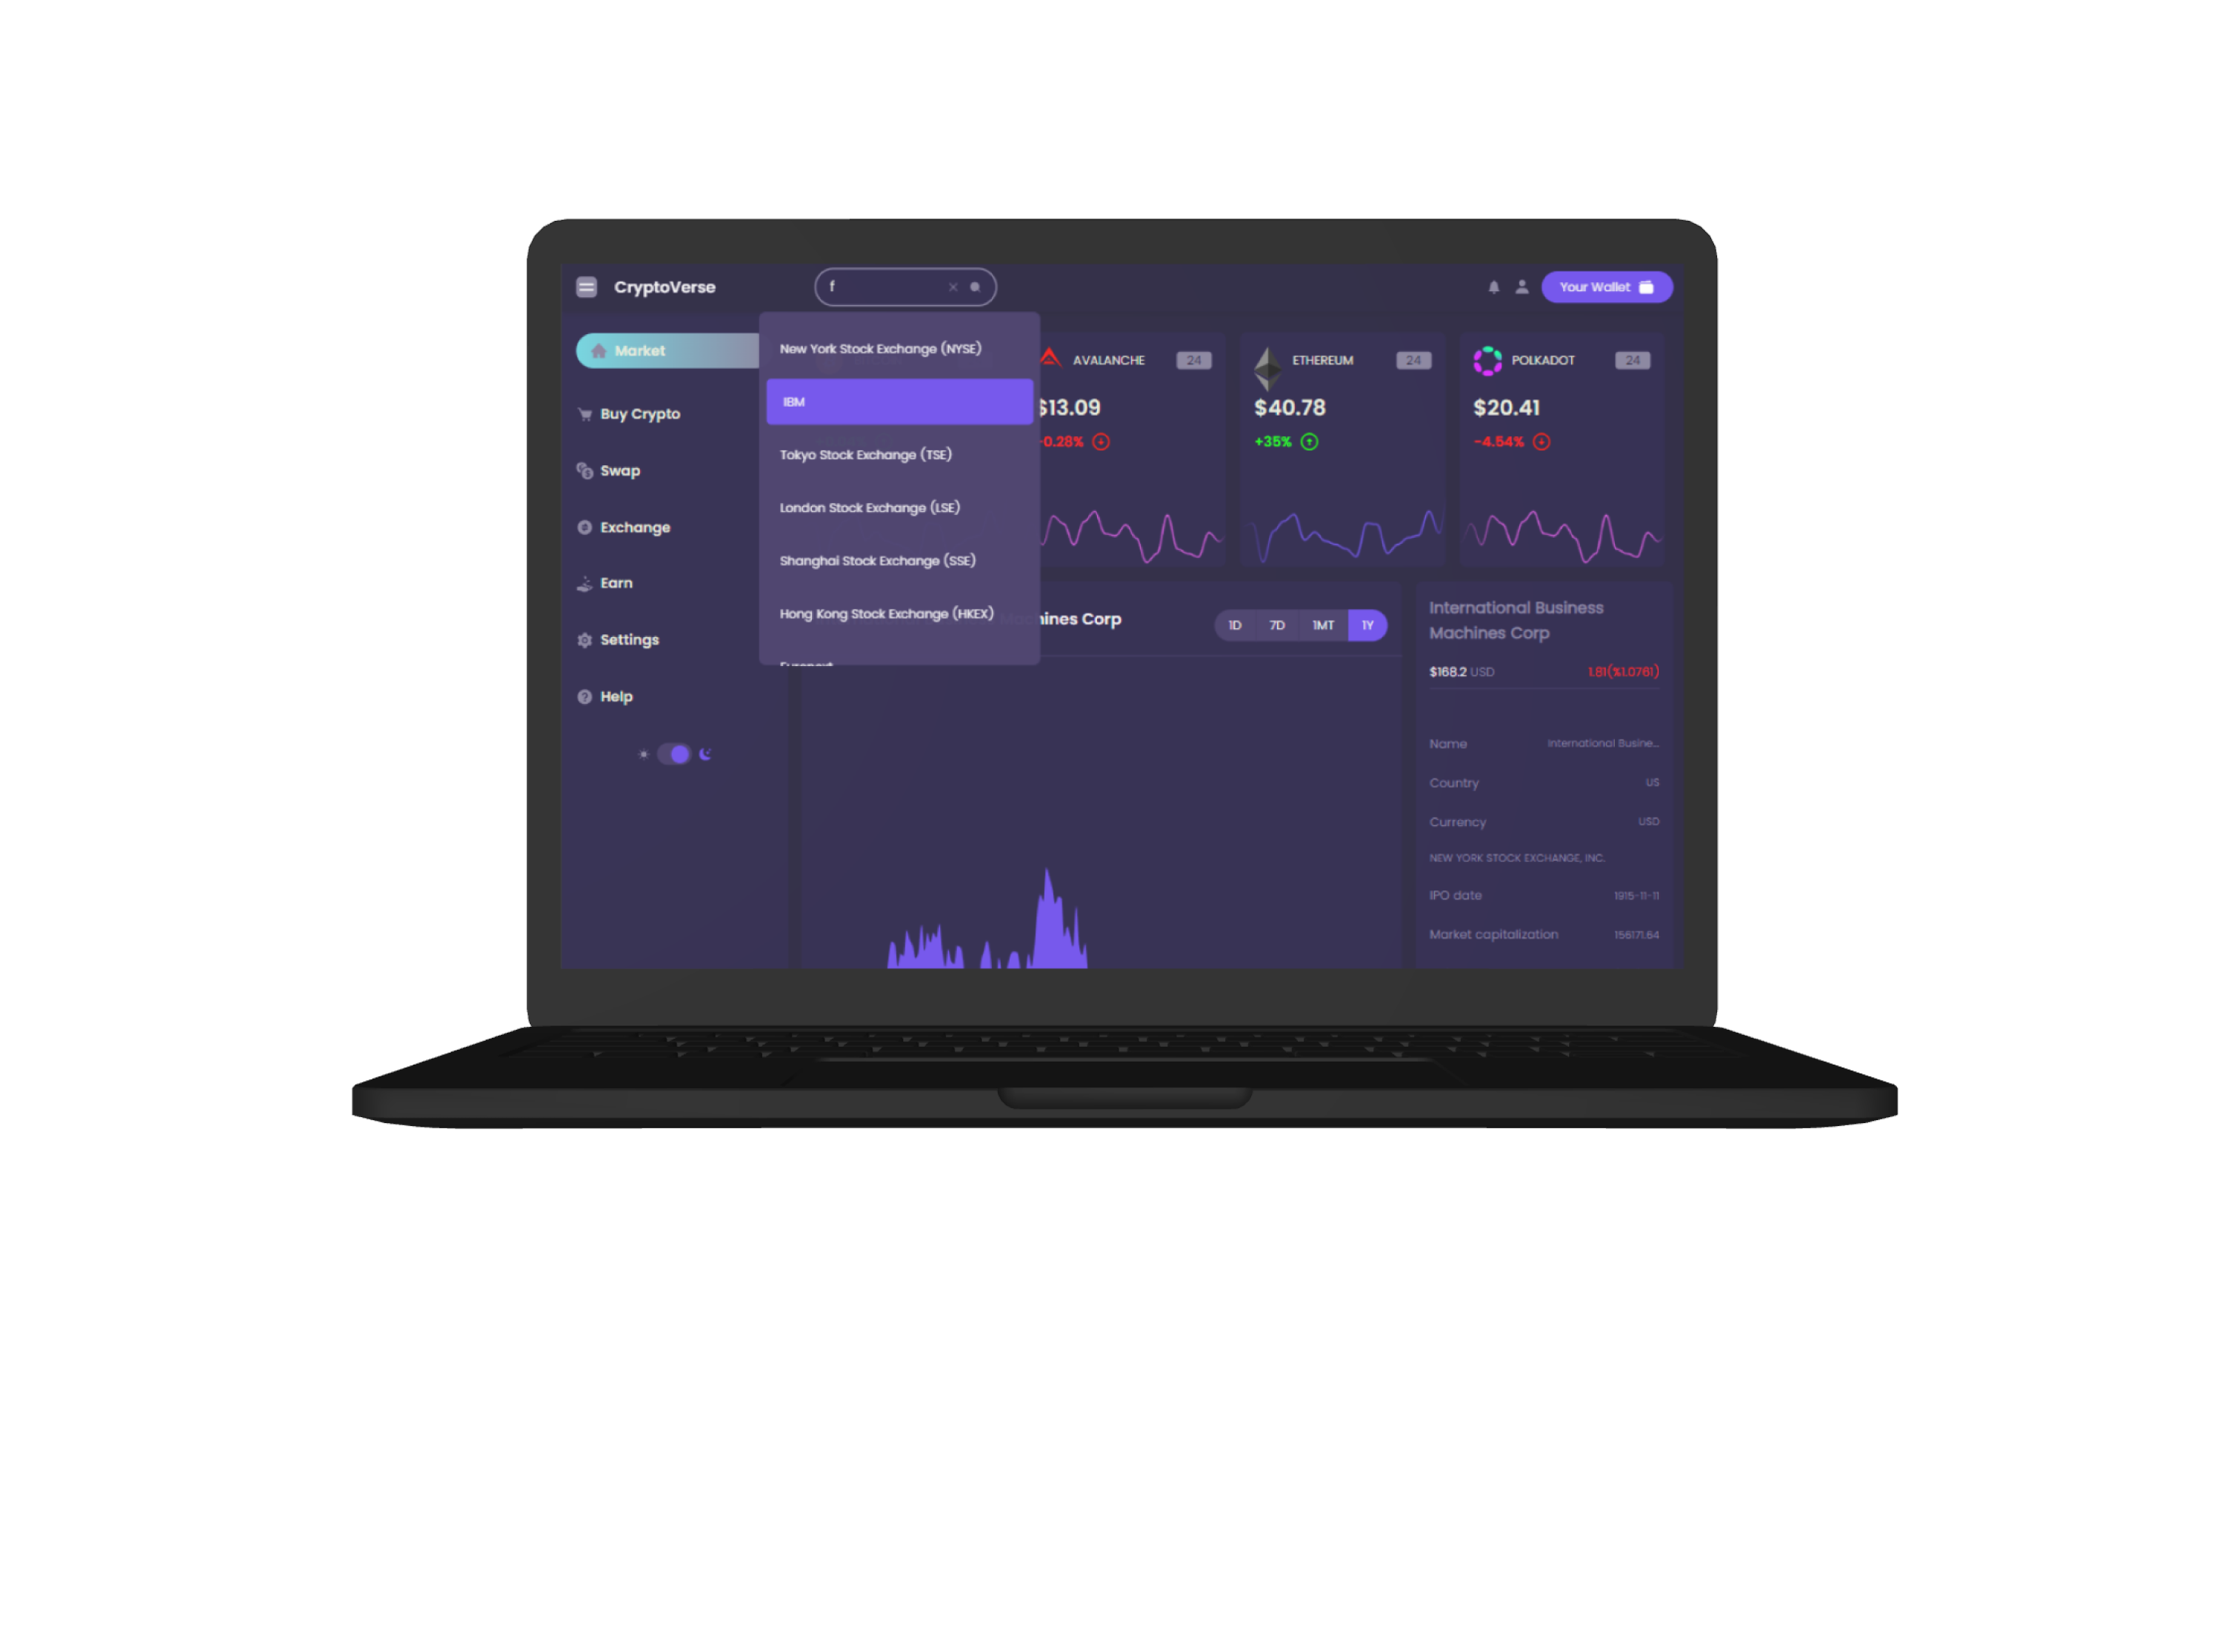 CryptoVerse
f
Your Wallet
Market
Buy Crypto
Swap
Exchange
Earn
Settings
Help
New York Stock Exchange (NYSE)
IBM
Tokyo Stock Exchange (TSE)
London Stock Exchange (LSE)
Shanghai Stock Exchange (SSE)
Hong Kong Stock Exchange (HKEX)
Euronext
AVALANCHE 24
$13.09
-0.28%
ETHEREUM 24
$40.78
+35%
POLKADOT 24
$20.41
-4.54%
Machines Corp
1D 7D 1MT 1Y
International Business
Machines Corp
$168.2 USD 1.81(%1.0761)
Name International Busine...
Country US
Currency USD
NEW YORK STOCK EXCHANGE, INC.
IPO date 1915-11-11
Market capitalization 156171.64